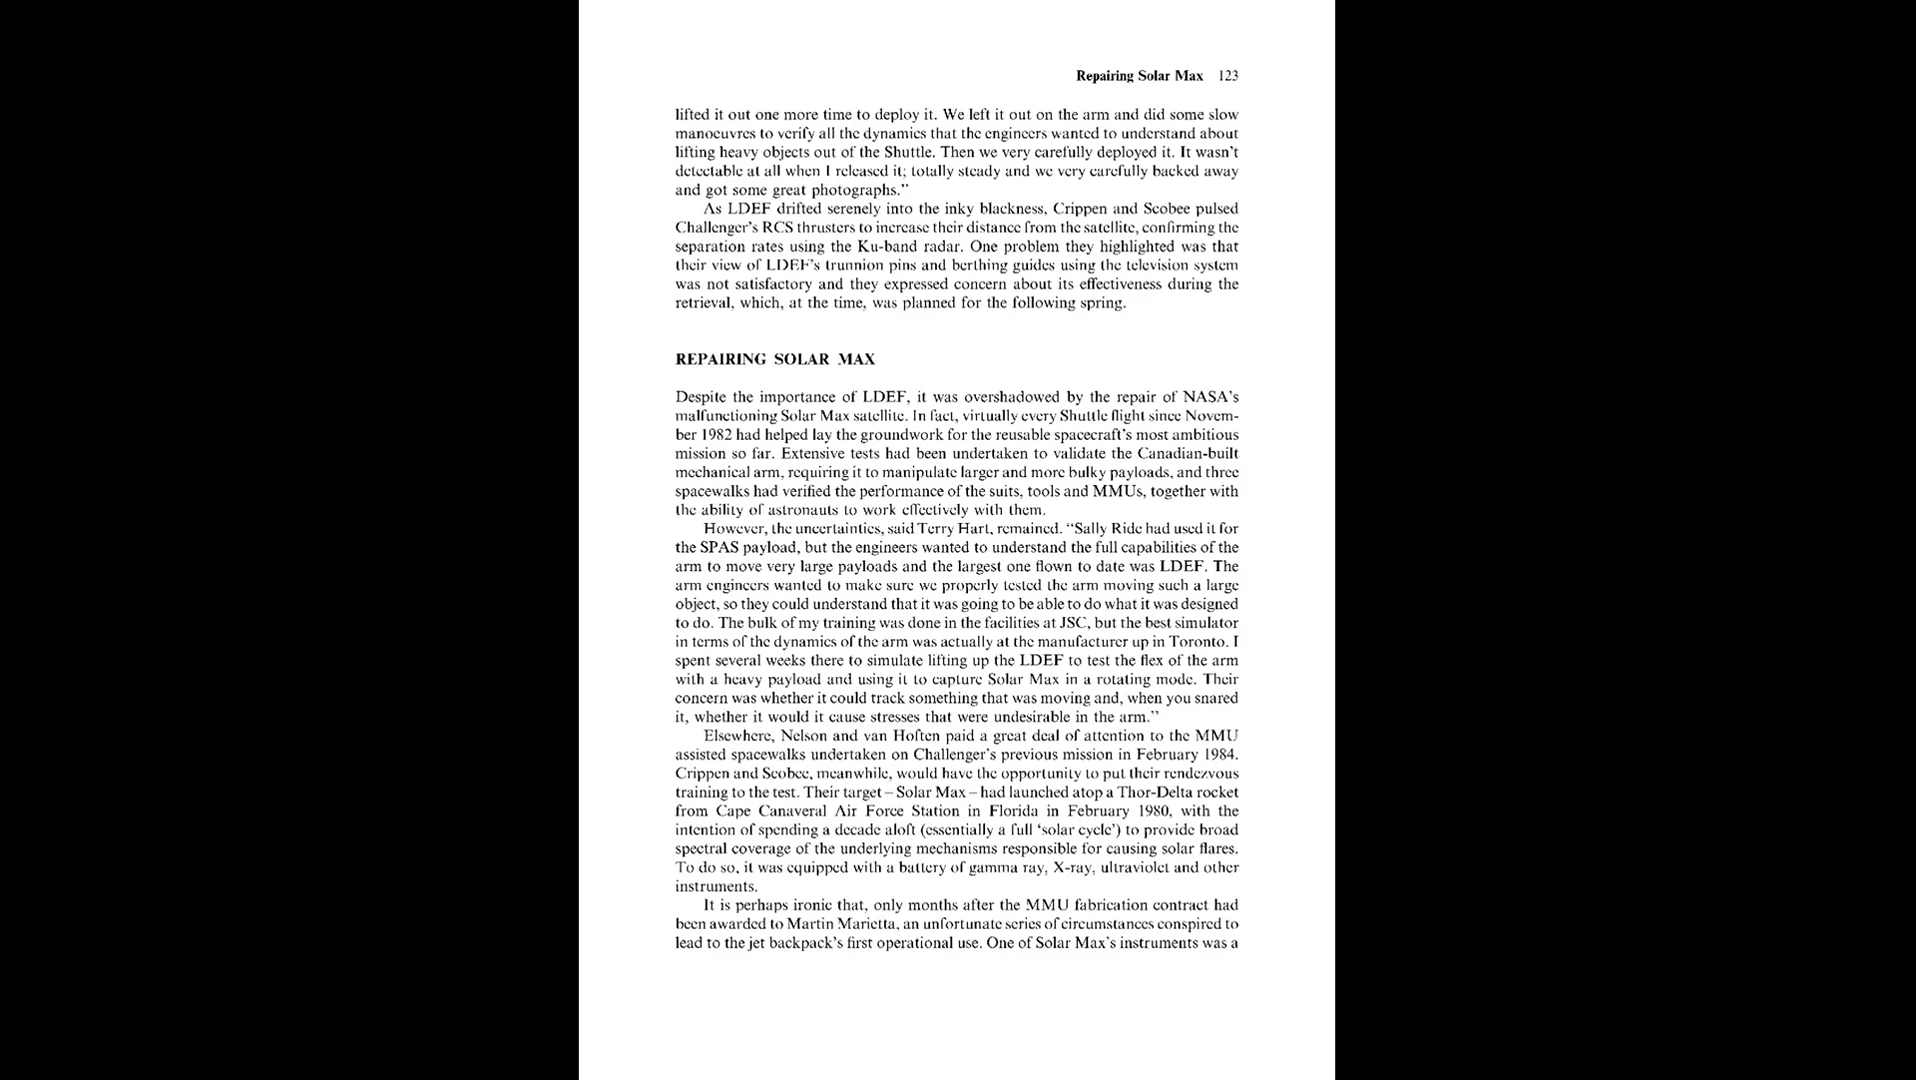 Repairing Solar Max 123
lifted it out one more time to deploy it. We left it out on the arm and did some slow
manoeuvres to verify all the dynamics that the engineers wanted to understand about
lifting heavy objects out of the Shuttle. Then we very carefully deployed it. It wasn't
detectable at all when I released it; totally steady and we very carefully backed away
and got some great photographs."
As LDEF drifted serenely into the inky blackness, Crippen and Scobee pulsed
Challenger's RCS thrusters to increase their distance from the satellite, confirming the
separation rates using the Ku-band radar. One problem they highlighted was that
their view of LDEF's trunnion pins and berthing guides using the television system
was not satisfactory and they expressed concern about its effectiveness during the
retrieval, which, at the time, was planned for the following spring.
REPAIRING SOLAR MAX
Despite the importance of LDEF, it was overshadowed by the repair of NASA's
malfunctioning Solar Max satellite. In fact, virtually every Shuttle flight since Novem-
ber 1982 had helped lay the groundwork for the reusable spacecraft's most ambitious
mission so far. Extensive tests had been undertaken to validate the Canadian-built
mechanical arm, requiring it to manipulate larger and more bulky payloads, and three
spacewalks had verified the performance of the suits, tools and MMUs, together with
the ability of astronauts to work effectively with them.
However, the uncertainties, said Terry Hart, remained. "Sally Ride had used it for
the SPAS payload, but the engineers wanted to understand the full capabilities of the
arm to move very large payloads and the largest one flown to date was LDEF. The
arm engineers wanted to make sure we properly tested the arm moving such a large
object, so they could understand that it was going to be able to do what it was designed
to do. The bulk of my training was done in the facilities at JSC, but the best simulator
in terms of the dynamics of the arm was actually at the manufacturer up in Toronto. I
spent several weeks there to simulate lifting up the LDEF to test the flex of the arm
with a heavy payload and using it to capture Solar Max in a rotating mode. Their
concern was whether it could track something that was moving and, when you snared
it, whether it would it cause stresses that were undesirable in the arm."
Elsewhere, Nelson and van Hoften paid a great deal of attention to the MMU
assisted spacewalks undertaken on Challenger's previous mission in February 1984.
Crippen and Scobee, meanwhile, would have the opportunity to put their rendezvous
training to the test. Their target – Solar Max – had launched atop a Thor-Delta rocket
from Cape Canaveral Air Force Station in Florida in February 1980, with the
intention of spending a decade aloft (essentially a full 'solar cycle') to provide broad
spectral coverage of the underlying mechanisms responsible for causing solar flares.
To do so, it was equipped with a battery of gamma ray, X-ray, ultraviolet and other
instruments.
It is perhaps ironic that, only months after the MMU fabrication contract had
been awarded to Martin Marietta, an unfortunate series of circumstances conspired to
lead to the jet backpack's first operational use. One of Solar Max's instruments was a